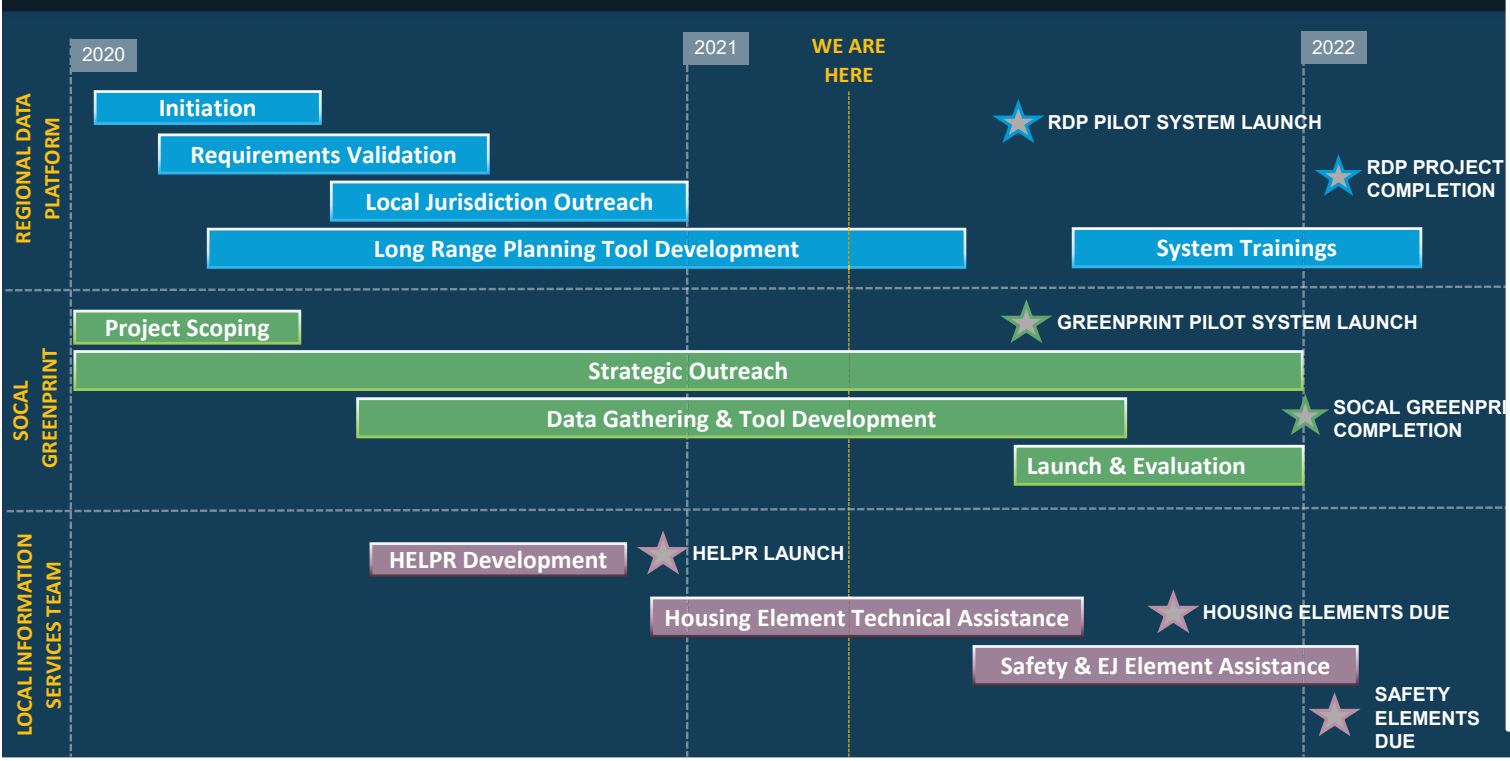 2020
2021
WE ARE
HERE
2022
REGIONAL DATA
PLATFORM
Initiation
Requirements Validation
Local Jurisdiction Outreach
Long Range Planning Tool Development
System Trainings
RDP PILOT SYSTEM LAUNCH
RDP PROJECT
COMPLETION
SOCAL
GREENPRINT
Project Scoping
Strategic Outreach
Data Gathering & Tool Development
Launch & Evaluation
GREENPRINT PILOT SYSTEM LAUNCH
SOCAL GREENPRI
COMPLETION
LOCAL INFORMATION
SERVICES TEAM
HELPR Development
HELPR LAUNCH
Housing Element Technical Assistance
HOUSING ELEMENTS DUE
Safety & EJ Element Assistance
SAFETY
ELEMENTS
DUE